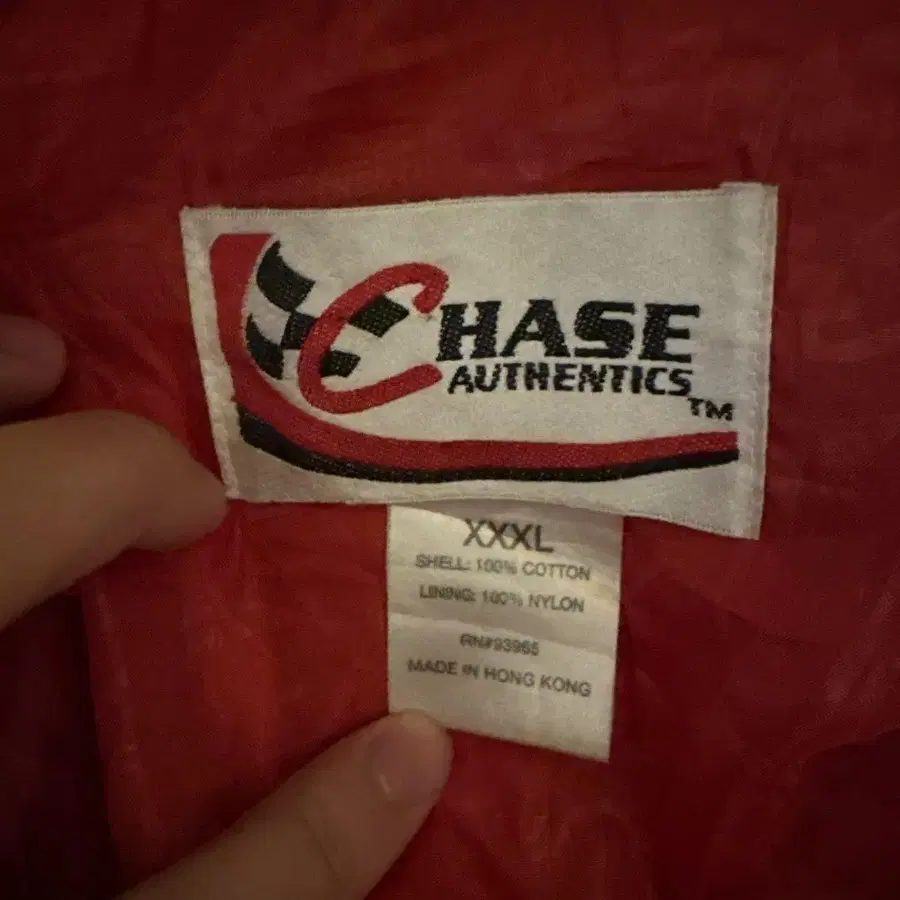 CHASE
AUTHENTICS
TM
XXXL
SHELL: 100% COTTON
LINING: 100% NYLON
RN#93965
MADE IN HONG KONG